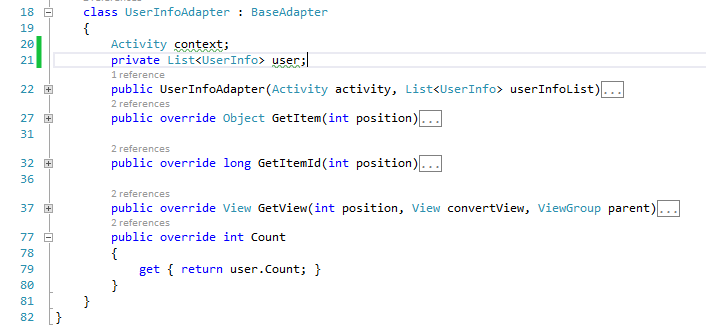 18 class UserInfoAdapter : BaseAdapter
19 {
20 Activity context;
21 private List<UserInfo> user;
1 reference
22 public UserInfoAdapter(Activity activity, List<UserInfo> userInfoList)...
2 references
27 public override Object GetItem(int position)...
31
2 references
32 public override long GetItemId(int position)...
36
2 references
37 public override View GetView(int position, View convertView, ViewGroup parent)...
2 references
77 public override int Count
78 {
79 get { return user.Count; }
80 }
81 }
82 }